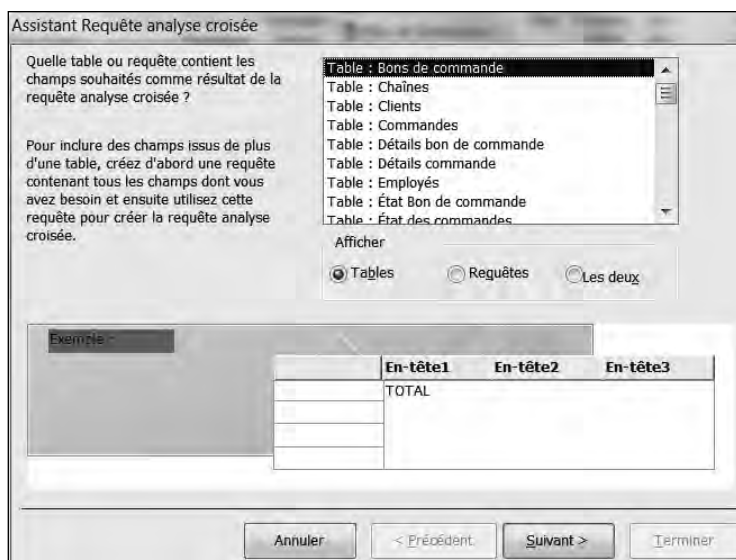 Assistant Requête analyse croisée
Quelle table ou requête contient les
champs souhaités comme résultat de la
requête analyse croisée ?
Pour inclure des champs issus de plus
d'une table, créez d'abord une requête
contenant tous les champs dont vous
avez besoin et ensuite utilisez cette
requête pour créer la requête analyse
croisée.
Table : Bons de commande
Table : Chaînes
Table : Clients
Table : Commandes
Table : Détails bon de commande
Table : Détails commande
Table : Employés
Table : État Bon de commande
Table : État des commandes
Afficher
Tables
Requêtes
Les deux
Exemple :
En-tête1 En-tête2 En-tête3
TOTAL
Annuler
< Précédent
Suivant >
Terminer